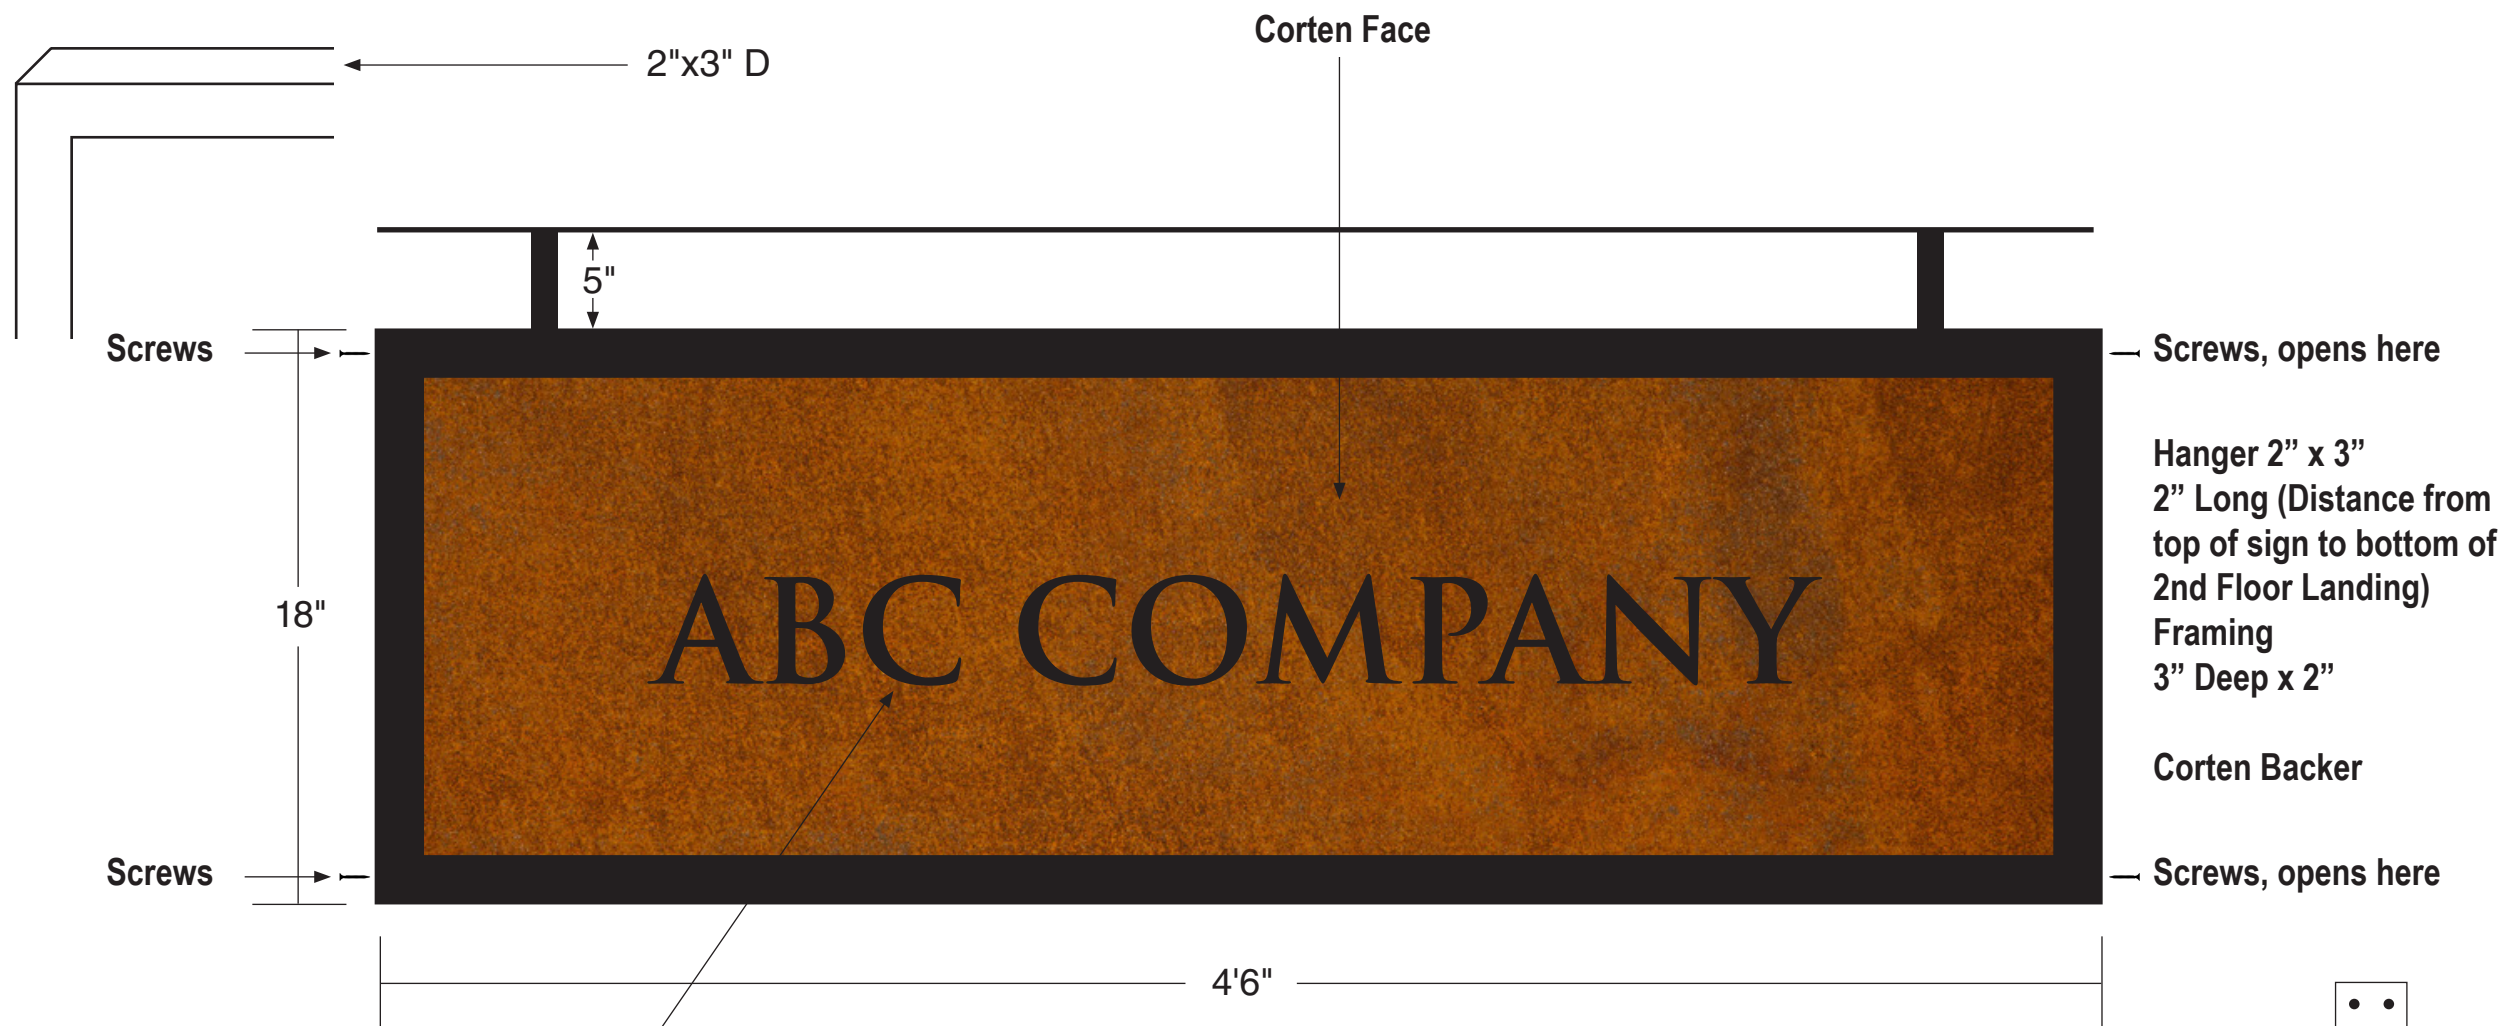 Corten Face
2"x3" D
5"
Screws
Screws, opens here
Hanger 2” x 3”
2” Long (Distance from
top of sign to bottom of
2nd Floor Landing)
Framing
3” Deep x 2”
18"
ABC COMPANY
Corten Backer
Screws
Screws, opens here
4'6"